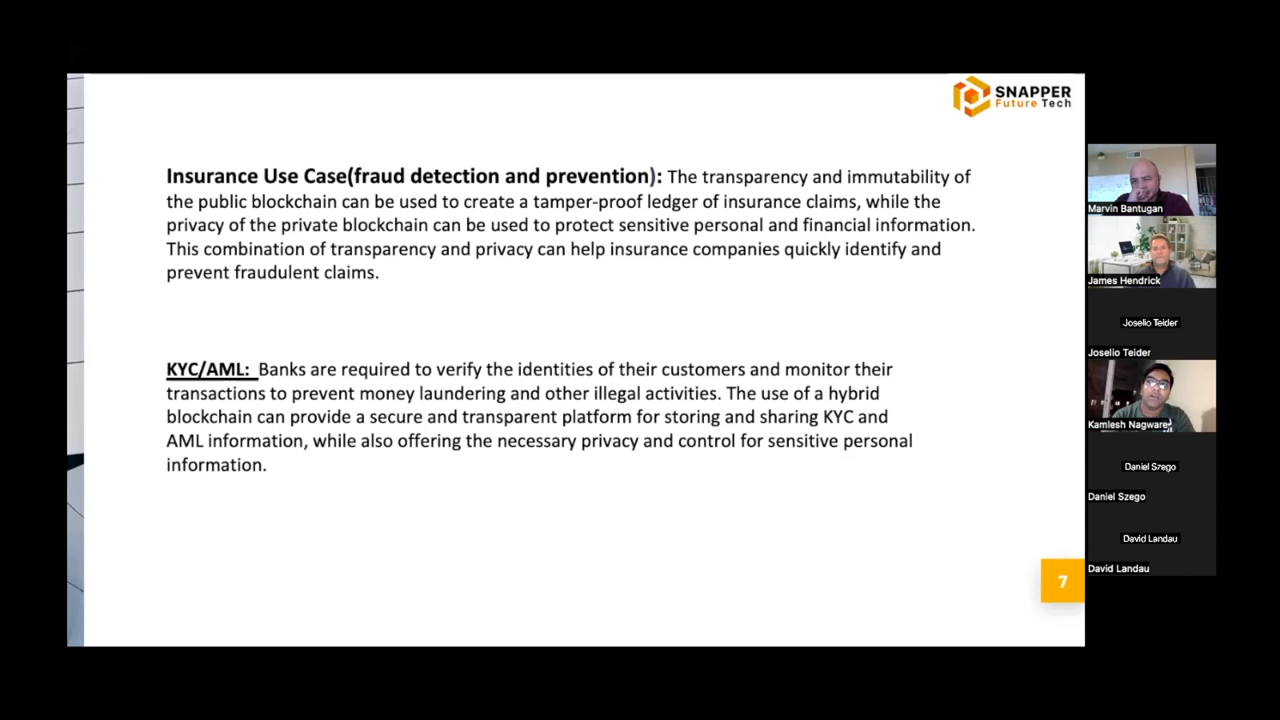 SNAPPER
Future Tech
Insurance Use Case(fraud detection and prevention): The transparency and immutability of
the public blockchain can be used to create a tamper-proof ledger of insurance claims, while the
privacy of the private blockchain can be used to protect sensitive personal and financial information.
This combination of transparency and privacy can help insurance companies quickly identify and
prevent fraudulent claims.
KYC/AML: Banks are required to verify the identities of their customers and monitor their
transactions to prevent money laundering and other illegal activities. The use of a hybrid
blockchain can provide a secure and transparent platform for storing and sharing KYC and
AML information, while also offering the necessary privacy and control for sensitive personal
information.
7
Marvin Bantugan
James Hendrick
Joselio Teider
Joselio Teider
Kamlesh Nagware
Daniel Szego
Daniel Szego
David Landau
David Landau